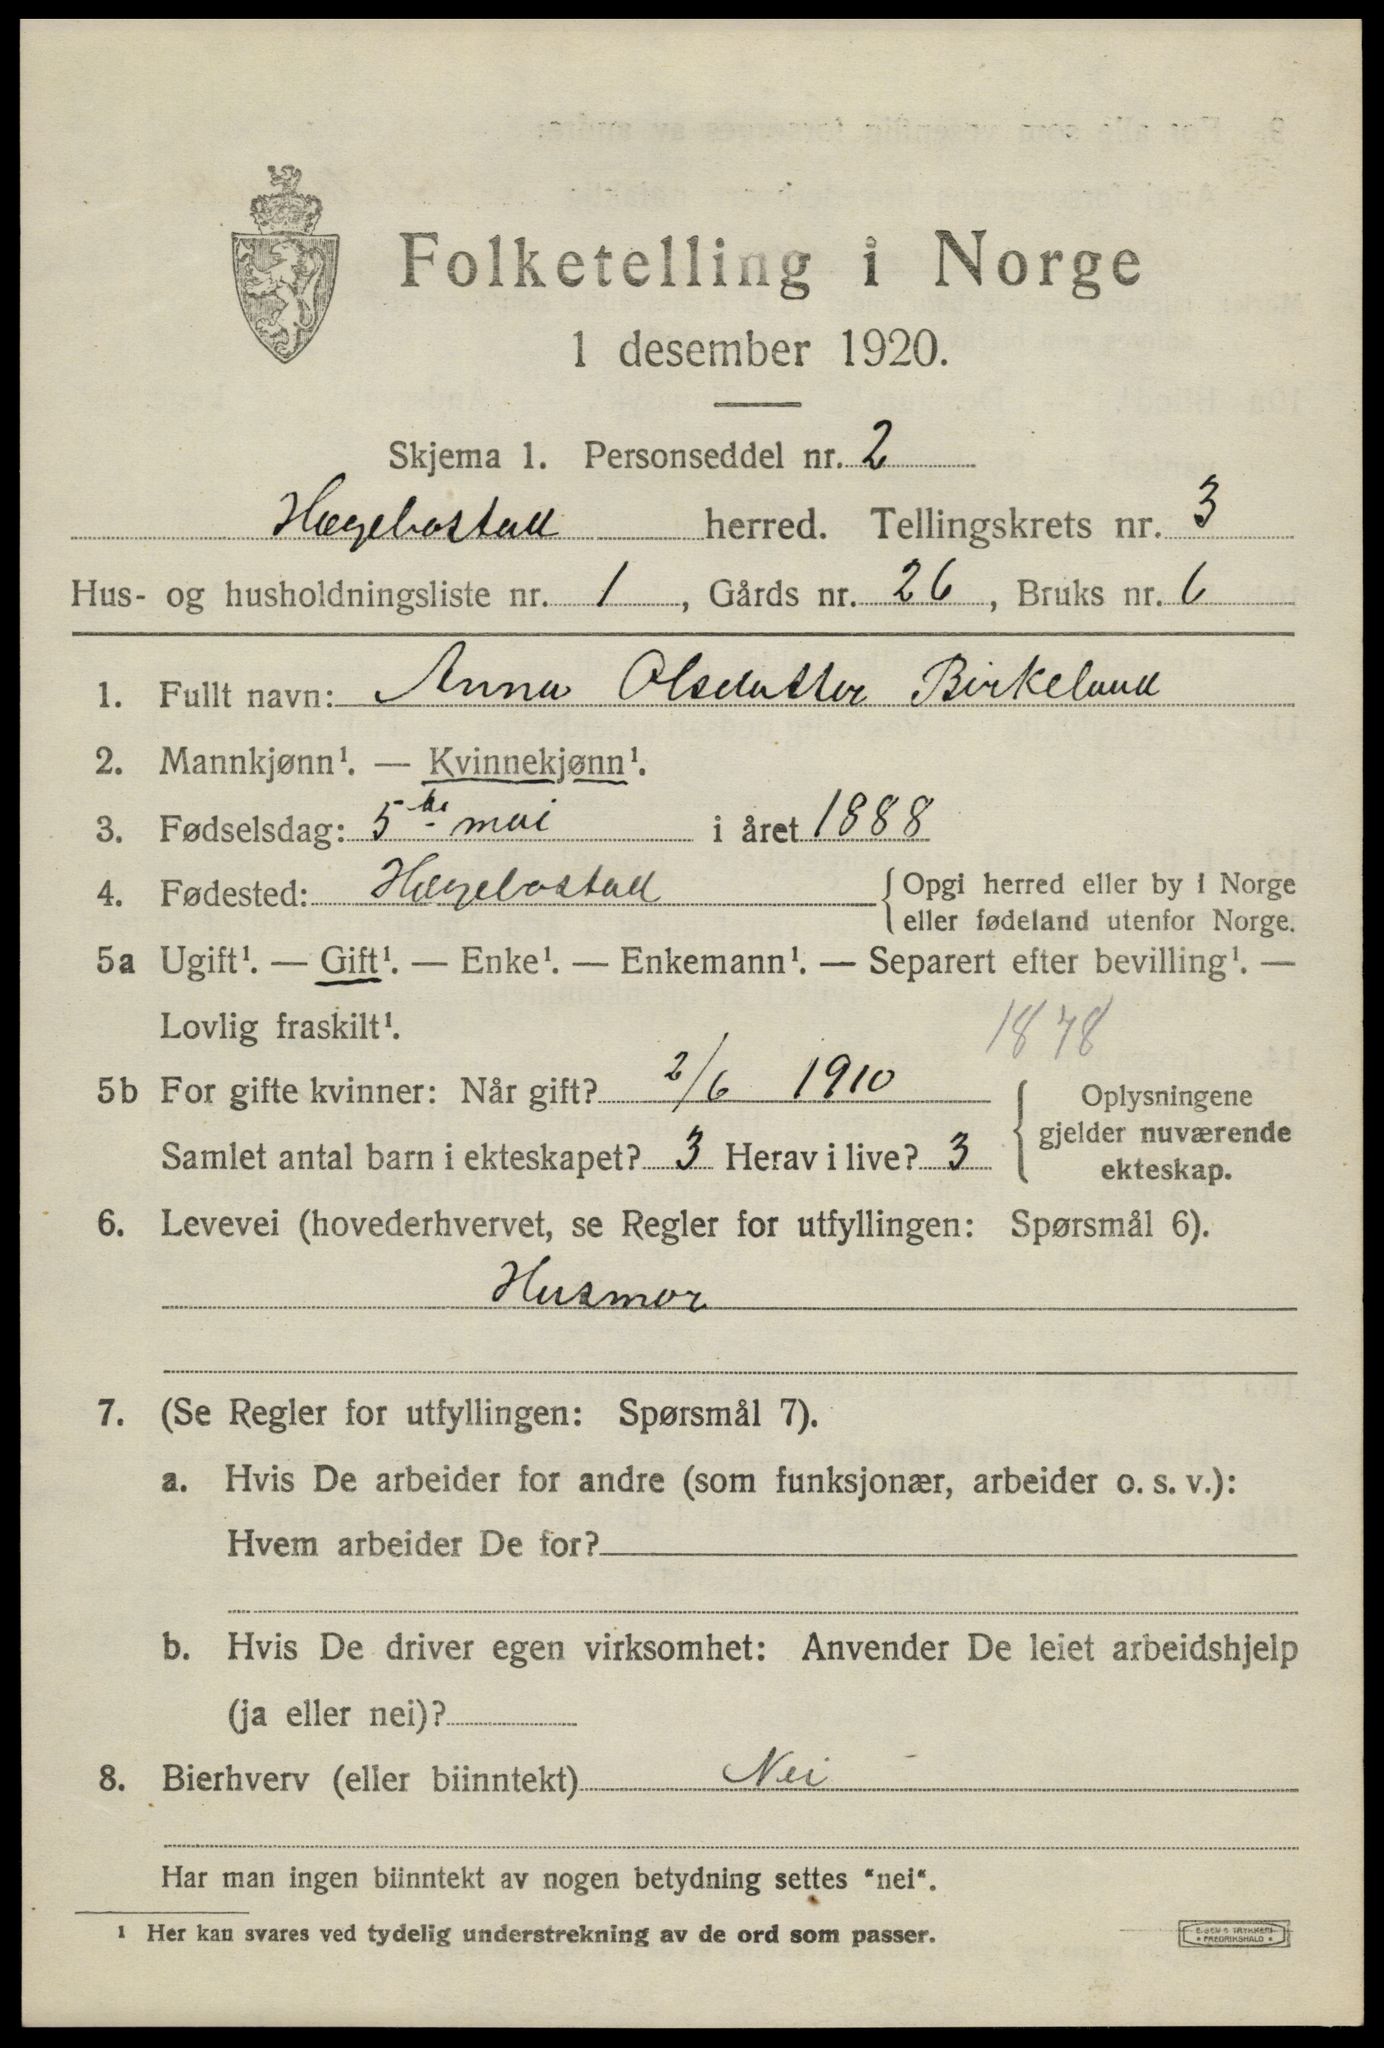 Folketelling i Norge
1 desember 1920.
Skjema 1. Personseddel nr. 2
Hægebostad herred. Tellingskrets nr. 3
Hus- og husholdningsliste nr. 1, Gårds nr. 26, Bruks nr. 6
1. Fullt navn: Anna Olsdatter Birkeland
2. Mannkjønn¹. — Kvinnekjønn¹.
3. Fødselsdag: 5te mai i året 1888
4. Fødested: Hægebostad { Opgi herred eller by i Norge
eller fødeland utenfor Norge.
5a Ugift¹. — Gift¹. — Enke¹. — Enkemann¹. — Separert efter bevilling¹. —
Lovlig fraskilt¹.
1878
5b For gifte kvinner: Når gift? 2/6 1910 { Oplysningene
gjelder nuværende
Samlet antal barn i ekteskapet? 3 Herav i live? 3
ekteskap.
6. Levevei (hovederhvervet, se Regler for utfyllingen: Spørsmål 6).
Husmor
7. (Se Regler for utfyllingen: Spørsmål 7).
a. Hvis De arbeider for andre (som funksjonær, arbeider o. s. v.):
Hvem arbeider De for?
b. Hvis De driver egen virksomhet: Anvender De leiet arbeidshjelp
(ja eller nei)?
8. Bierhverv (eller biinntekt) Nei
Har man ingen biinntekt av nogen betydning settes "nei".
¹ Her kan svares ved tydelig understrekning av de ord som passer.
FREDRIKSHALD